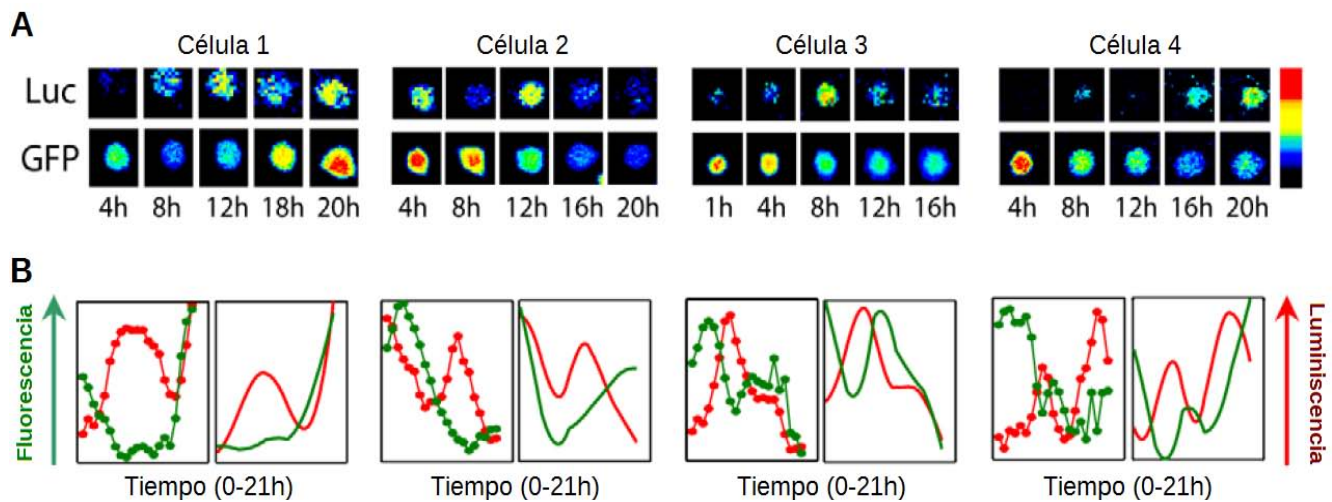 A
Célula 1 Célula 2 Célula 3 Célula 4
Luc
GFP
4h 8h 12h 18h 20h 4h 8h 12h 16h 20h 1h 4h 8h 12h 16h 4h 8h 12h 16h 20h
B
Fluorescencia
Luminiscencia
Tiempo (0-21h) Tiempo (0-21h) Tiempo (0-21h) Tiempo (0-21h)